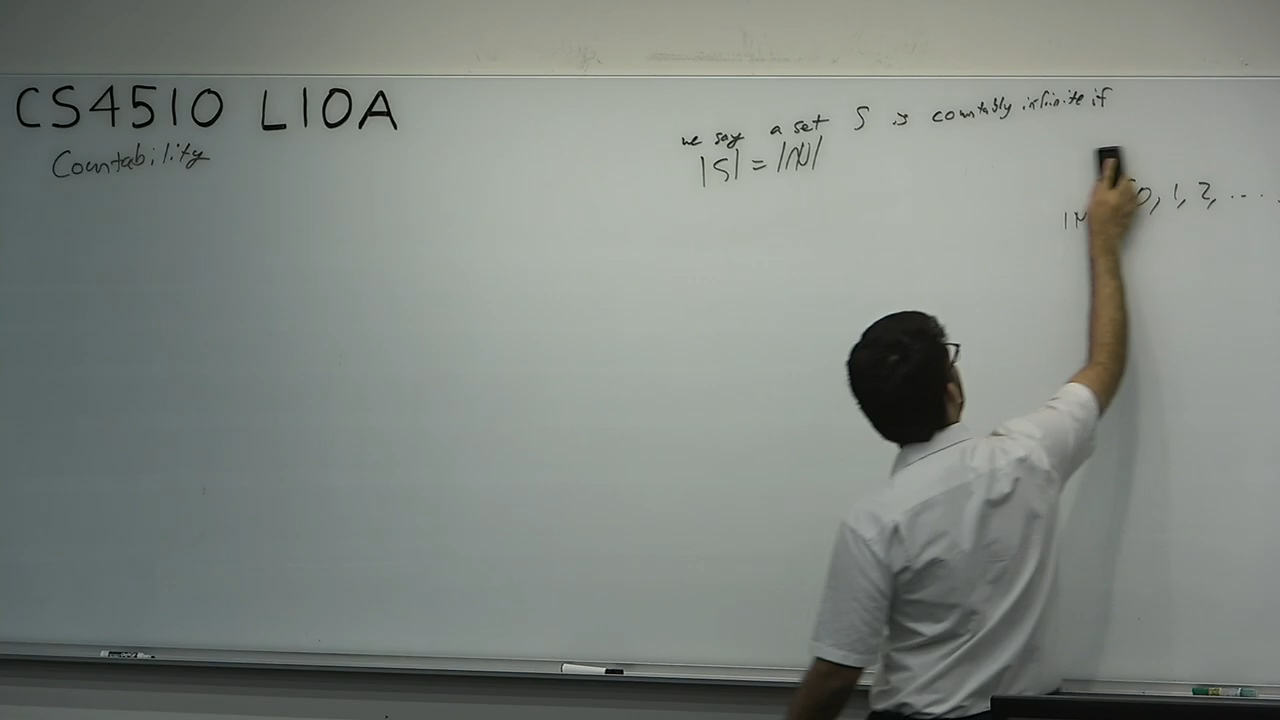 CS4510 L10A
Countability
we say a set S is countably infinite if
|S| = |ℕ|
0, 1, 2, ....